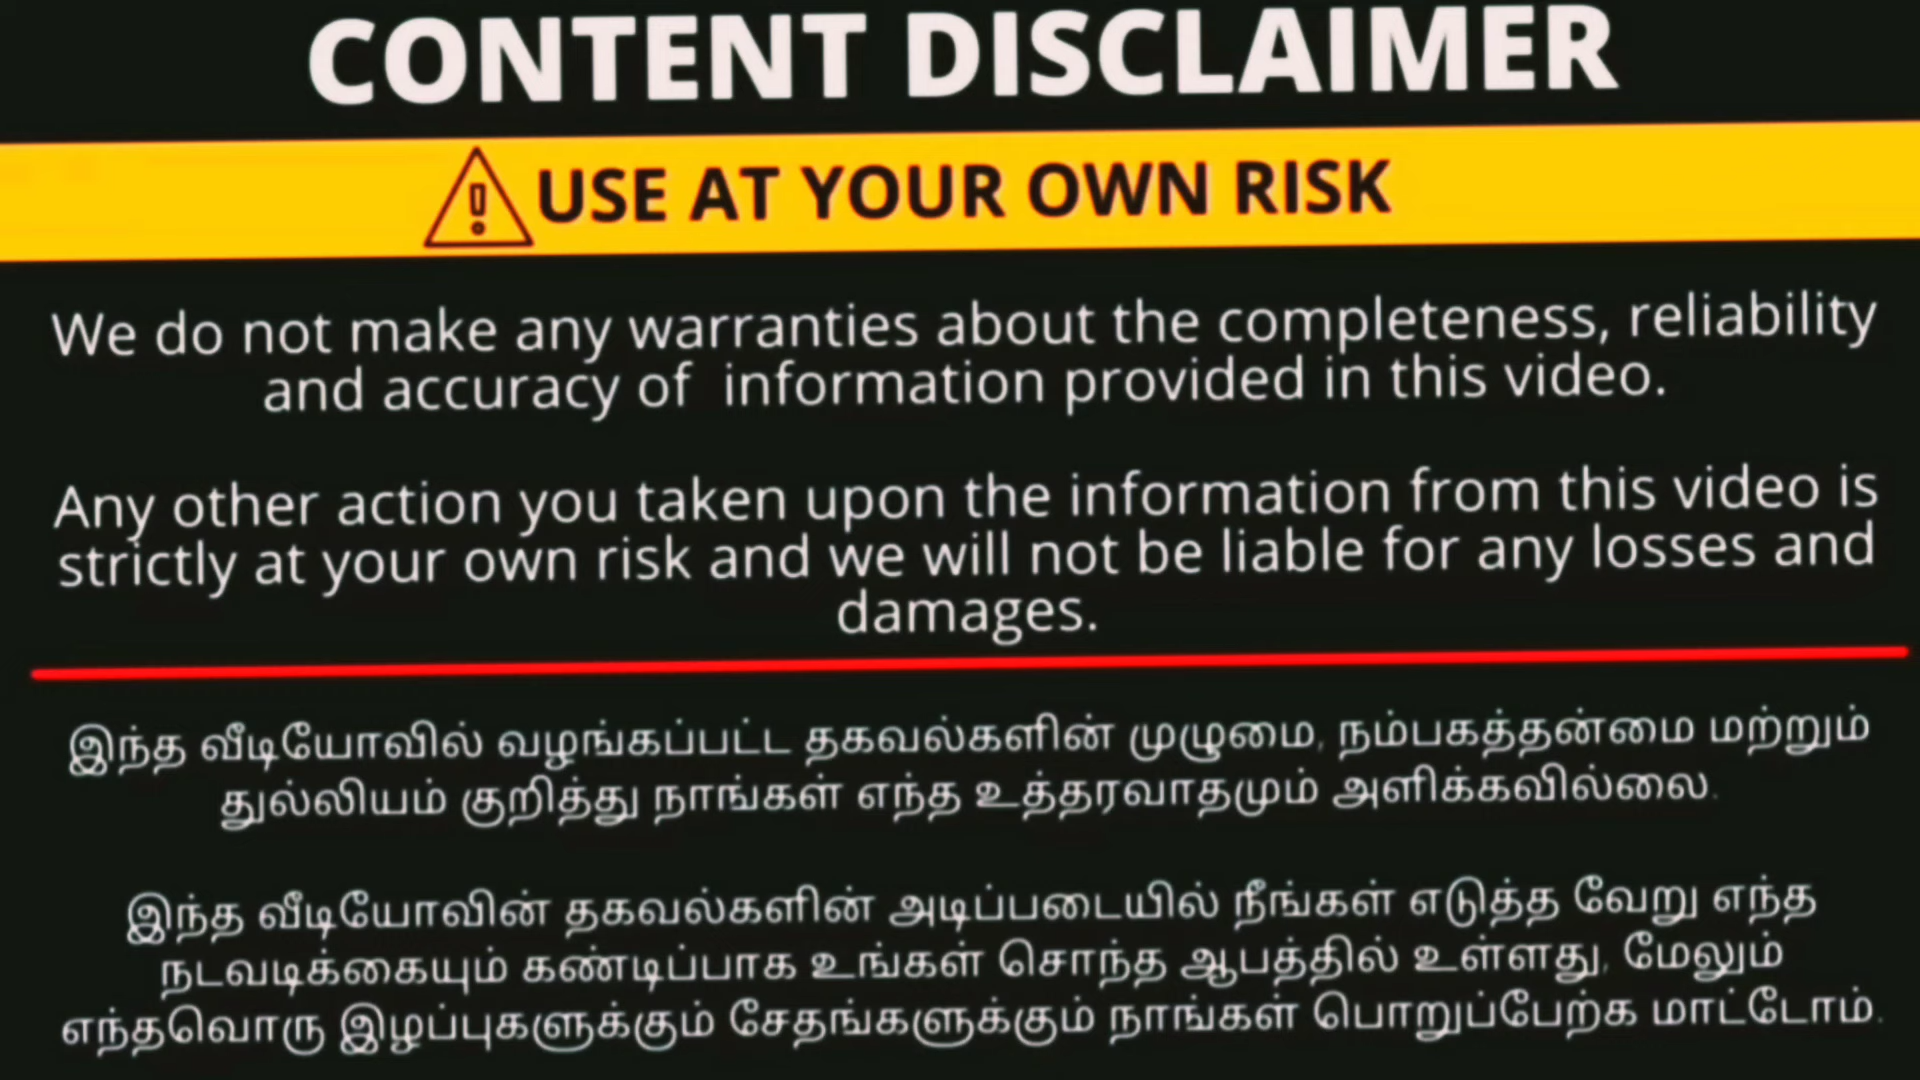 CONTENT DISCLAIMER
USE AT YOUR OWN RISK
We do not make any warranties about the completeness, reliability
and accuracy of information provided in this video.
Any other action you taken upon the information from this video is
strictly at your own risk and we will not be liable for any losses and
damages.
இந்த வீடியோவில் வழங்கப்பட்ட தகவல்களின் முழுமை, நம்பகத்தன்மை மற்றும்
துல்லியம் குறித்து நாங்கள் எந்த உத்தரவாதமும் அளிக்கவில்லை.
இந்த வீடியோவின் தகவல்களின் அடிப்படையில் நீங்கள் எடுத்த வேறு எந்த
நடவடிக்கையும் கண்டிப்பாக உங்கள் சொந்த ஆபத்தில் உள்ளது, மேலும்
எந்தவொரு இழப்புகளுக்கும் சேதங்களுக்கும் நாங்கள் பொறுப்பேற்க மாட்டோம்.